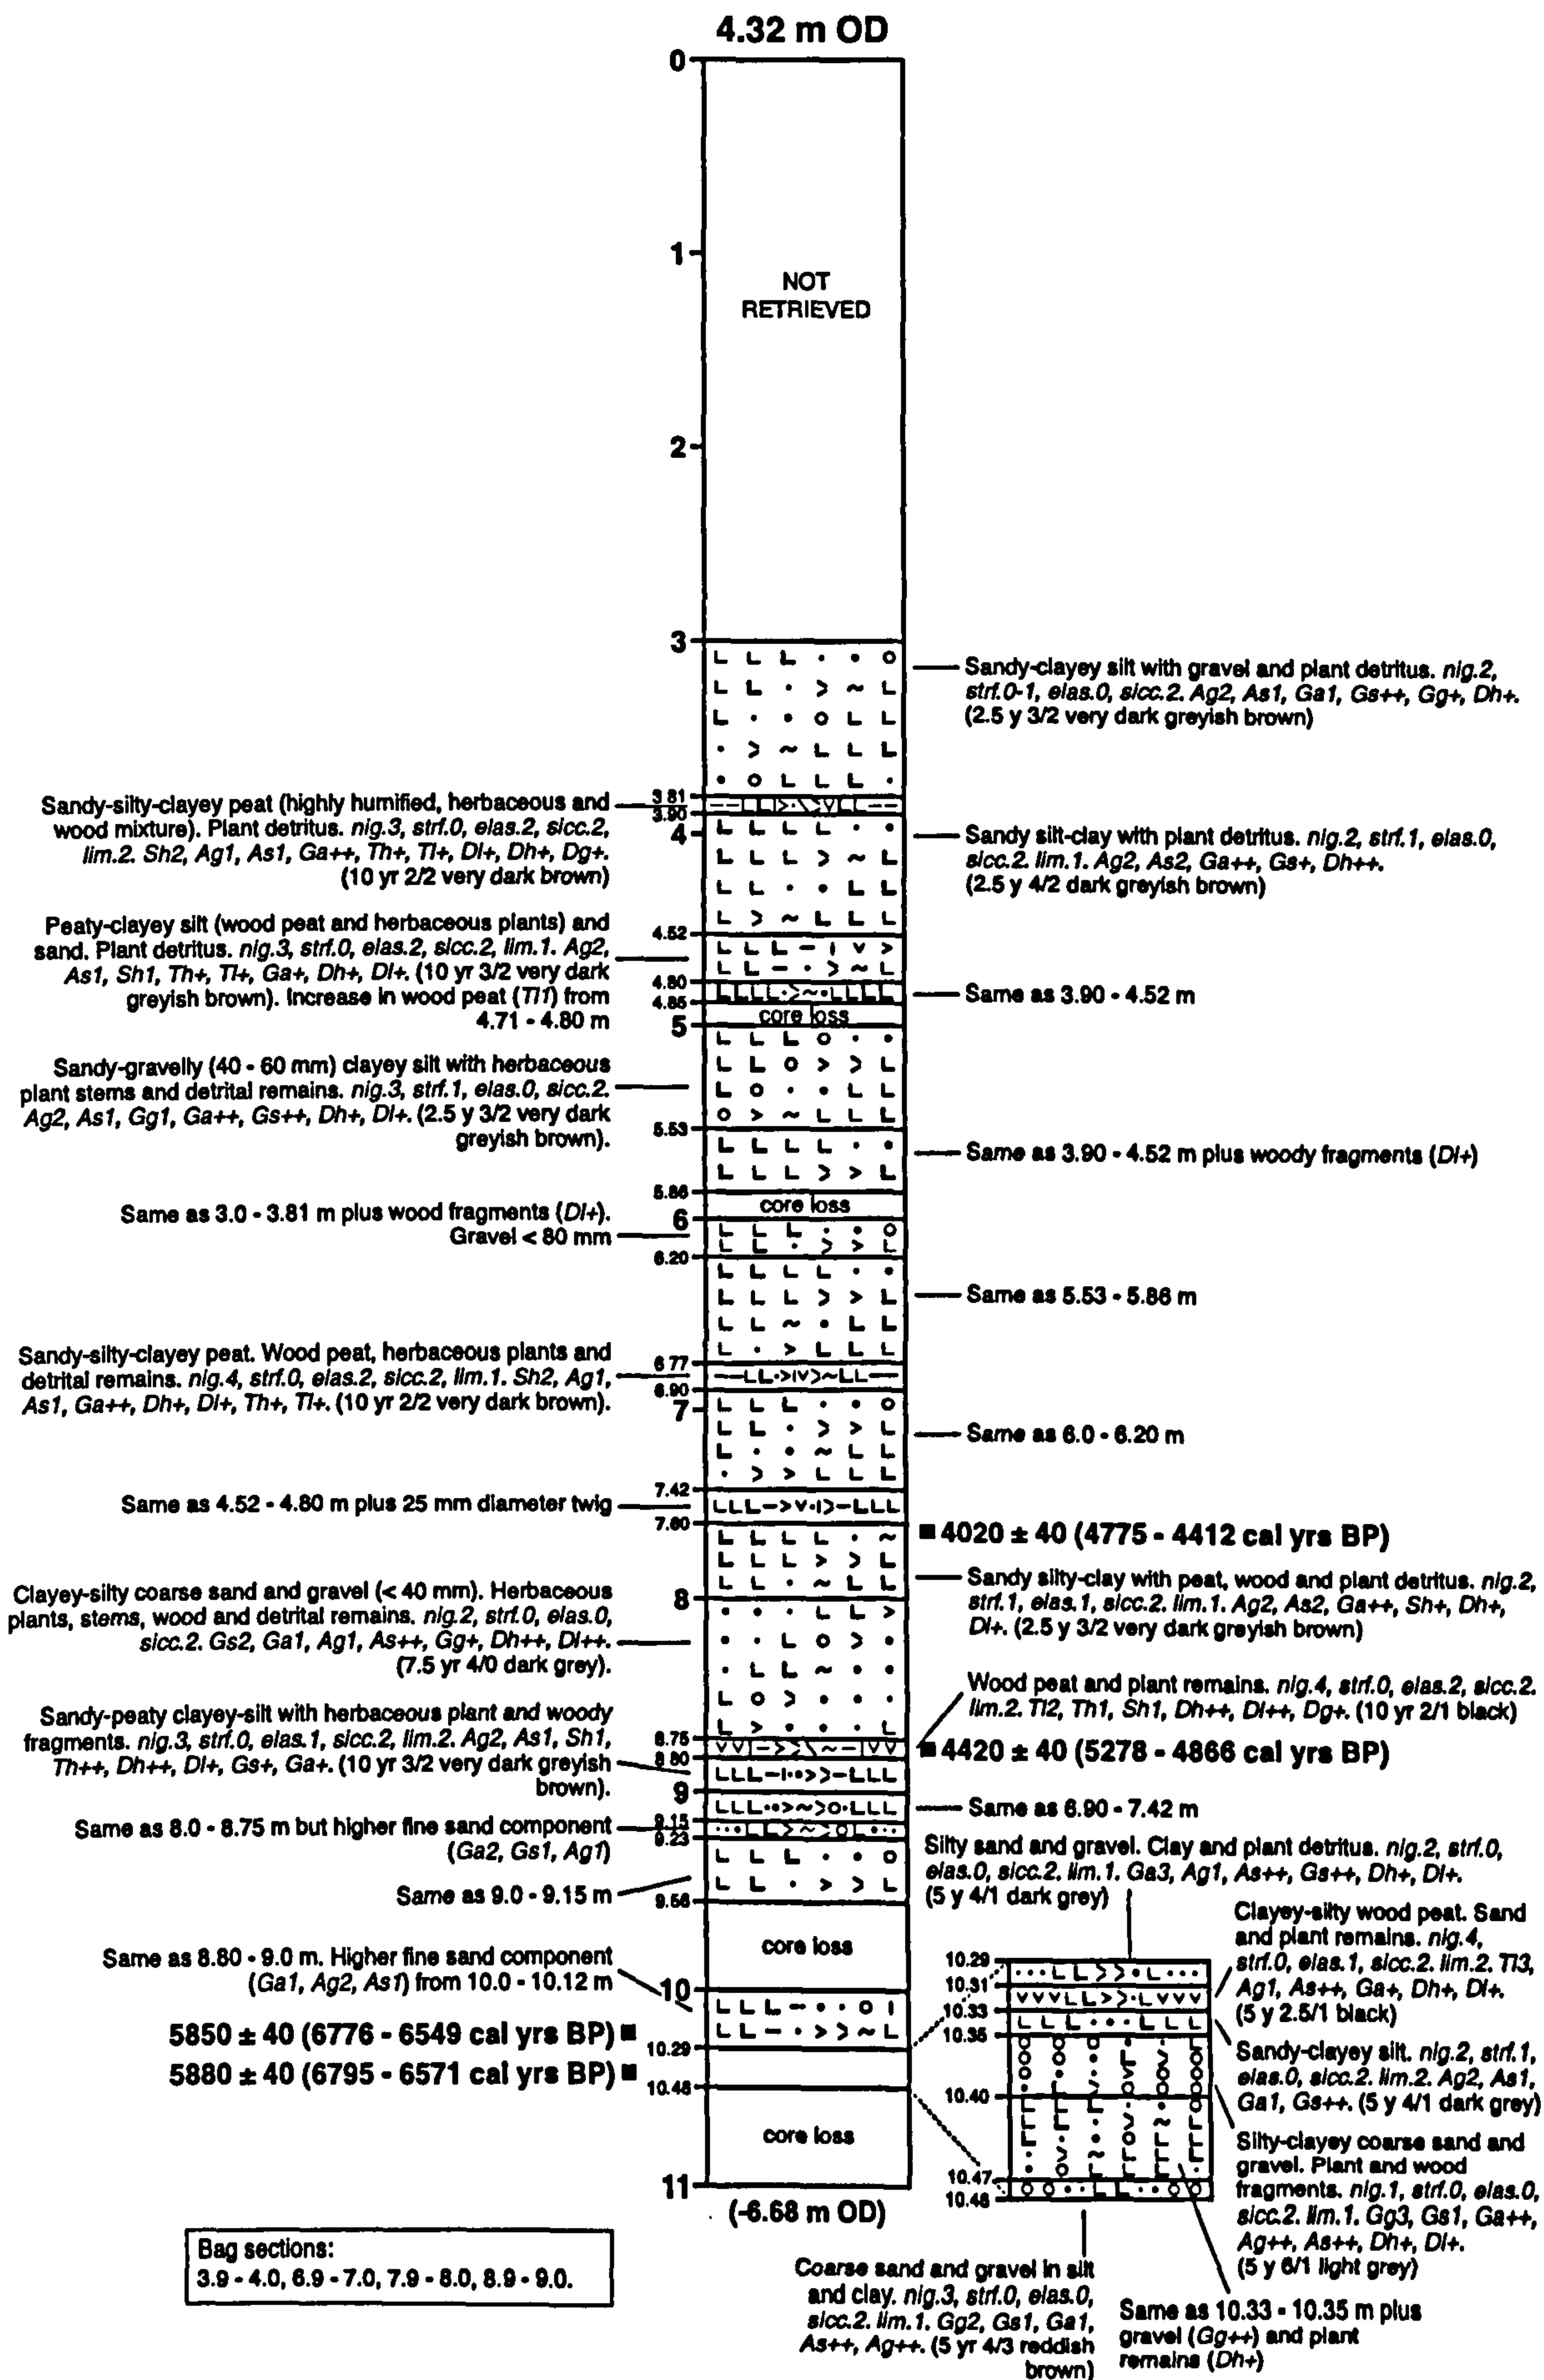 4.32 m OD
0
1
NOT
RETRIEVED
2
3
Sandy-clayey silt with gravel and plant detritus. nig.2,
strf.0-1, elas.0, sicc.2. Ag2, As1, Ga1, Gs++, Gg+, Dh+.
(2.5 y 3/2 very dark greyish brown)
Sandy-silty-clayey peat (highly humified, herbaceous and
wood mixture). Plant detritus. nig.3, strf.0, elas.2, sicc.2,
lim.2. Sh2, Ag1, As1, Ga++, Th+, Tl+, Dl+, Dh+, Dg+.
(10 yr 2/2 very dark brown)
3.81
3.90
4
Sandy silt-clay with plant detritus. nig.2, strf.1, elas.0,
sicc.2. lim.1. Ag2, As2, Ga++, Gs+, Dh++.
(2.5 y 4/2 dark greyish brown)
Peaty-clayey silt (wood peat and herbaceous plants) and
sand. Plant detritus. nig.3, strf.0, elas.2, sicc.2, lim.1. Ag2,
As1, Sh1, Th+, Tl+, Ga+, Dh+, Dl+. (10 yr 3/2 very dark
greyish brown). Increase in wood peat (Tl1) from
4.71 - 4.80 m
4.52
4.80
4.85
Same as 3.90 - 4.52 m
core loss
5
Sandy-gravelly (40 - 60 mm) clayey silt with herbaceous
plant stems and detrital remains. nig.3, strf.1, elas.0, sicc.2.
Ag2, As1, Gg1, Ga++, Gs++, Dh+, Dl+. (2.5 y 3/2 very dark
greyish brown).
5.53
Same as 3.90 - 4.52 m plus woody fragments (Dl+)
5.86
core loss
Same as 3.0 - 3.81 m plus wood fragments (Dl+).
Gravel < 80 mm
6
6.20
Same as 5.53 - 5.86 m
Sandy-silty-clayey peat. Wood peat, herbaceous plants and
detrital remains. nig.4, strf.0, elas.2, sicc.2, lim.1. Sh2, Ag1,
As1, Ga++, Dh+, Dl+, Th+, Tl+. (10 yr 2/2 very dark brown).
6.77
6.90
7
Same as 6.0 - 6.20 m
7.42
Same as 4.52 - 4.80 m plus 25 mm diameter twig
7.60
4020 ± 40 (4775 - 4412 cal yrs BP)
Sandy silty-clay with peat, wood and plant detritus. nig.2,
strf.1, elas.1, sicc.2. lim.1. Ag2, As2, Ga++, Sh+, Dh+,
Dl+. (2.5 y 3/2 very dark greyish brown)
8
Clayey-silty coarse sand and gravel (< 40 mm). Herbaceous
plants, stems, wood and detrital remains. nig.2, strf.0, elas.0,
sicc.2. Gs2, Ga1, Ag1, As++, Gg+, Dh++, Dl++.
(7.5 yr 4/0 dark grey).
Wood peat and plant remains. nig.4, strf.0, elas.2, sicc.2.
lim.2. Tl2, Th1, Sh1, Dh++, Dl++, Dg+. (10 yr 2/1 black)
8.75
8.80
4420 ± 40 (5278 - 4866 cal yrs BP)
Sandy-peaty clayey-silt with herbaceous plant and woody
fragments. nig.3, strf.0, elas.1, sicc.2, lim.2. Ag2, As1, Sh1,
Th++, Dh++, Dl+, Gs+, Ga+. (10 yr 3/2 very dark greyish
brown).
9
Same as 6.90 - 7.42 m
9.15
9.23
Same as 8.0 - 8.75 m but higher fine sand component
(Ga2, Gs1, Ag1)
Same as 9.0 - 9.15 m
9.56
core loss
Silty sand and gravel. Clay and plant detritus. nig.2, strf.0,
elas.0, sicc.2. lim.1. Ga3, Ag1, As++, Gs++, Dh+, Dl+.
(5 y 4/1 dark grey)
Same as 8.80 - 9.0 m. Higher fine sand component
(Ga1, Ag2, As1) from 10.0 - 10.12 m
10
5850 ± 40 (6776 - 6549 cal yrs BP)
10.29
5880 ± 40 (6795 - 6571 cal yrs BP)
10.48
core loss
11
(-6.68 m OD)
10.29
10.31
10.33
10.35
10.40
10.47
10.48
Clayey-silty wood peat. Sand
and plant remains. nig.4,
strf.0, elas.1, sicc.2. lim.2. Tl3,
Ag1, As++, Ga+, Dh+, Dl+.
(5 y 2.5/1 black)
Sandy-clayey silt. nig.2, strf.1,
elas.0, sicc.2. lim.2. Ag2, As1,
Ga1, Gs++. (5 y 4/1 dark grey)
Silty-clayey coarse sand and
gravel. Plant and wood
fragments. nig.1, strf.0, elas.0,
sicc.2. lim.1. Gg3, Gs1, Ga++,
Ag++, As++, Dh+, Dl+.
(5 y 6/1 light grey)
Same as 10.33 - 10.35 m plus
gravel (Gg++) and plant
remains (Dh+)
Coarse sand and gravel in silt
and clay. nig.3, strf.0, elas.0,
sicc.2. lim.1. Gg2, Gs1, Ga1,
As++, Ag++. (5 yr 4/3 reddish
brown)
Bag sections:
3.9 - 4.0, 6.9 - 7.0, 7.9 - 8.0, 8.9 - 9.0.